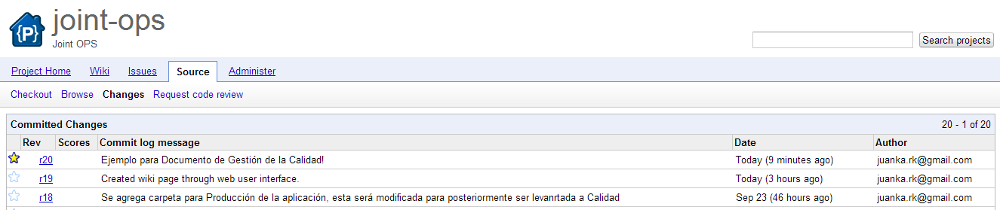 {P}
joint-ops
Joint OPS
Search projects
Project Home Wiki Issues Source Administer
Checkout Browse Changes Request code review
Committed Changes 20 - 1 of 20
Rev Scores Commit log message Date Author
r20 Ejemplo para Documento de Gestión de la Calidad! Today (9 minutes ago) juanka.rk@gmail.com
r19 Created wiki page through web user interface. Today (3 hours ago) juanka.rk@gmail.com
r18 Se agrega carpeta para Producción de la aplicación, esta será modificada para posteriormente ser levanrtada a Calidad Sep 23 (46 hours ago) juanka.rk@gmail.com